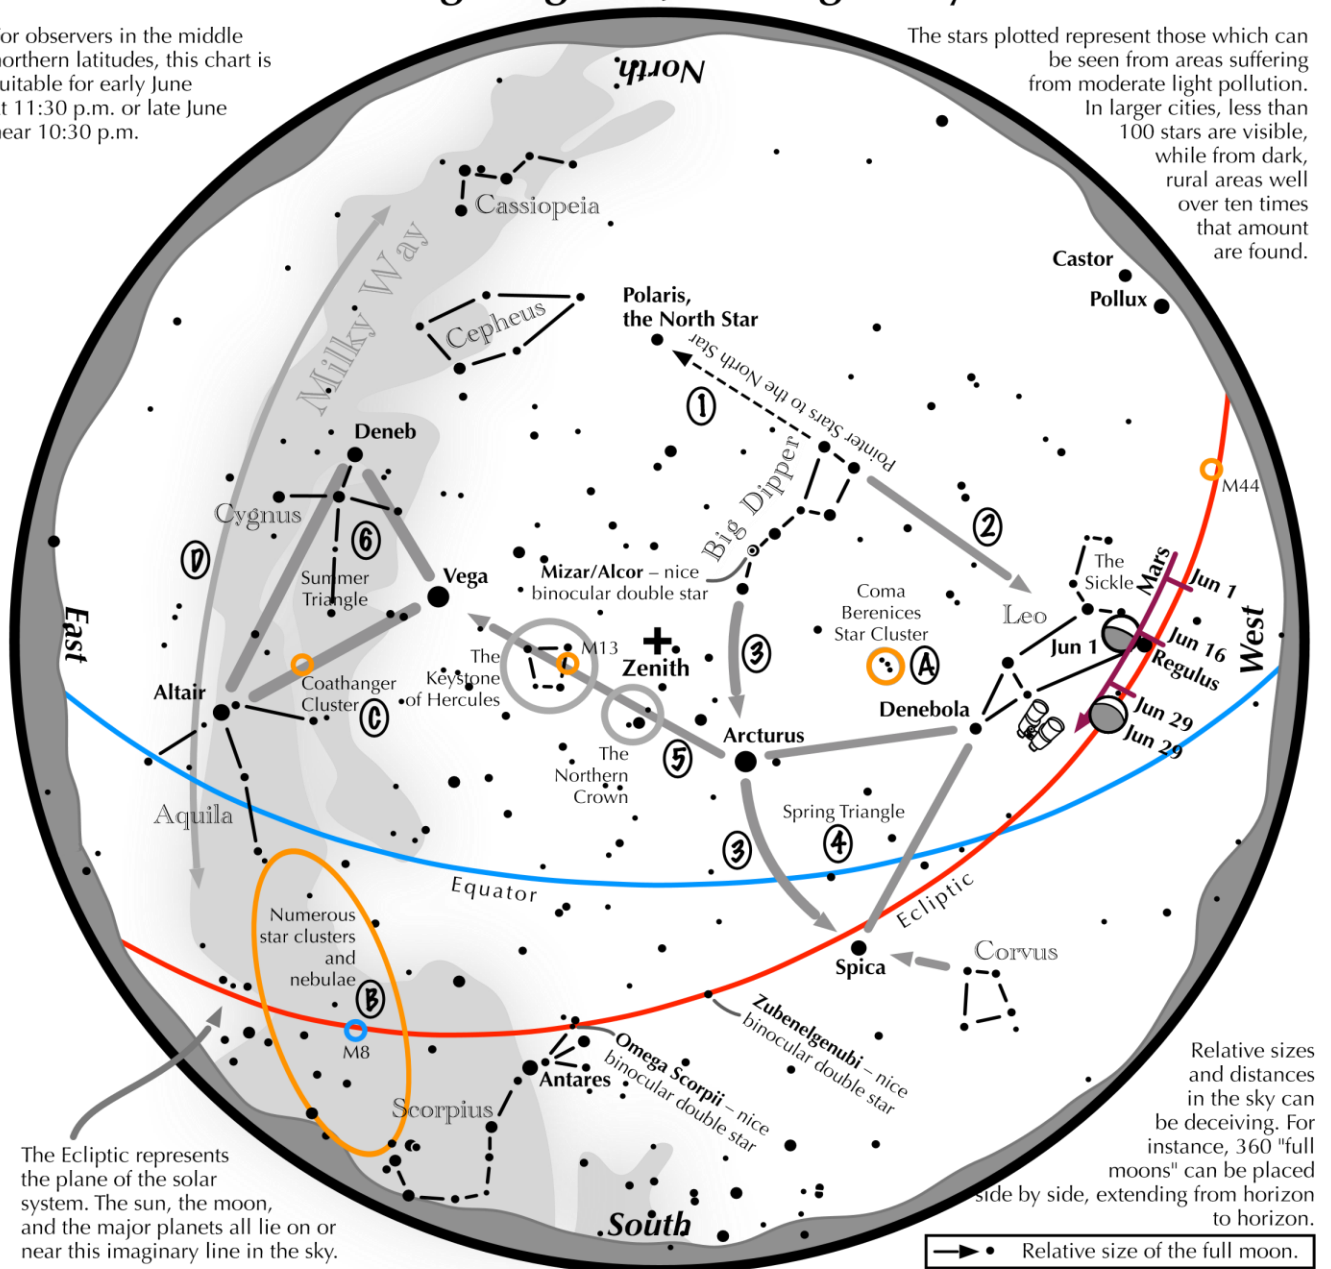 or observers in the middle
northern latitudes, this chart is
suitable for early June
at 11:30 p.m. or late June
near 10:30 p.m.
The stars plotted represent those which can
be seen from areas suffering
from moderate light pollution.
In larger cities, less than
100 stars are visible,
while from dark,
rural areas well
over ten times
that amount
are found.
North
Cassiopeia
Milky Way
Castor
Pollux
Cepheus
Polaris,
the North Star
Pointer Stars to the North Star
1
Deneb
Big Dipper
M44
Cygnus
2
D
6
Mizar/Alcor – nice
binocular double star
Summer
Triangle
Vega
Coma
Berenices
Star Cluster
A
The
Sickle
Mars
Jun 1
Leo
East
West
3
Zenith
M13
The
Keystone
of Hercules
Jun 1
Jun 16
Regulus
Altair
Coathanger
Cluster
C
Denebola
Jun 29
Jun 29
Arcturus
5
The
Northern
Crown
Aquila
Spring Triangle
3
4
Equator
Ecliptic
Numerous
star clusters
and
nebulae
B
Corvus
Spica
M8
Zubenelgenubi – nice
binocular double star
Omega Scorpii – nice
binocular double star
Antares
Scorpius
South
The Ecliptic represents
the plane of the solar
system. The sun, the moon,
and the major planets all lie on or
near this imaginary line in the sky.
Relative sizes
and distances
in the sky can
be deceiving. For
instance, 360 "full
moons" can be placed
side by side, extending from horizon
to horizon.
Relative size of the full moon.